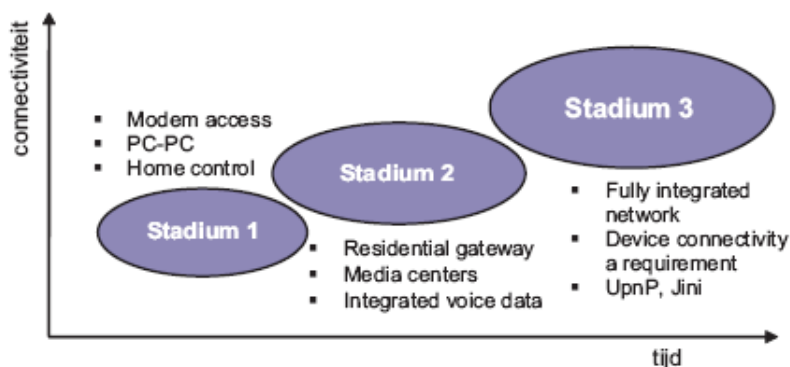 connectiviteit
▪ Modem access
▪ PC-PC
▪ Home control
Stadium 1
Stadium 2
▪ Residential gateway
▪ Media centers
▪ Integrated voice data
Stadium 3
▪ Fully integrated
network
▪ Device connectivity
a requirement
▪ UpnP, Jini
tijd